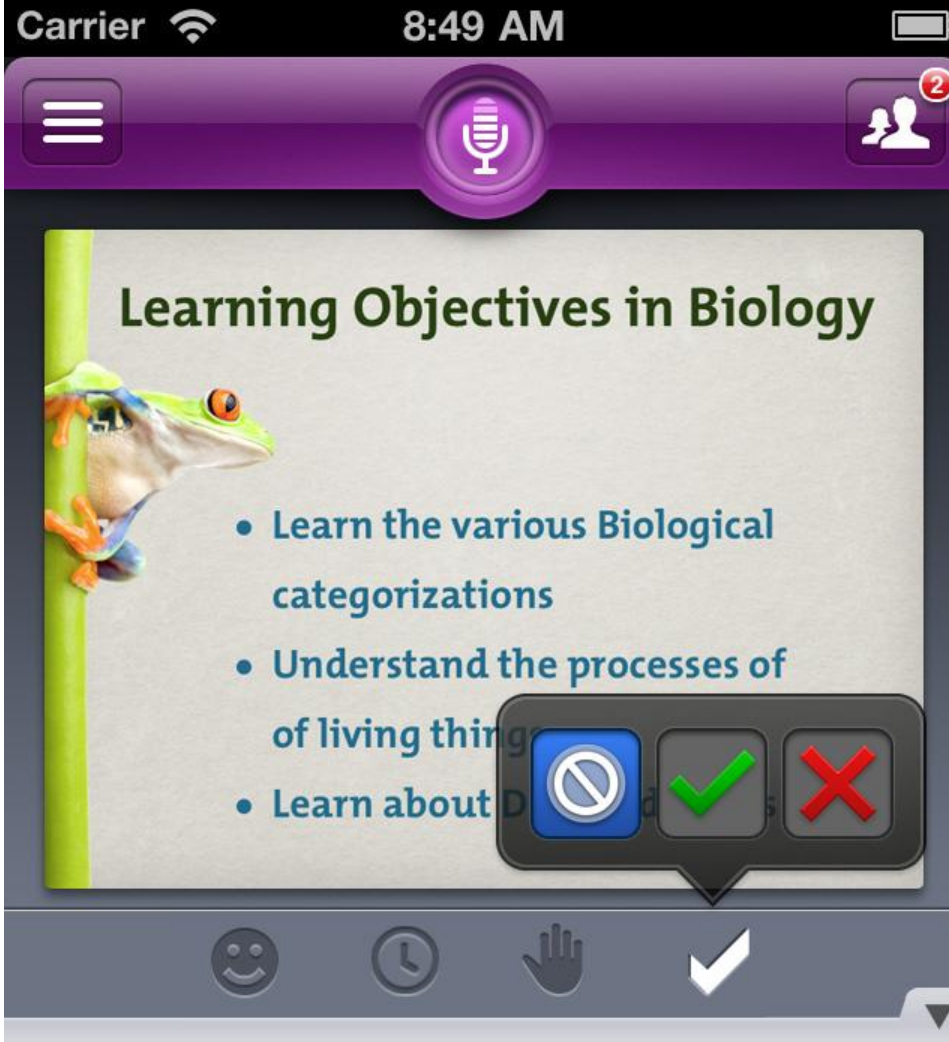 Carrier
8:49 AM
2
Learning Objectives in Biology
• Learn the various Biological
categorizations
• Understand the processes of
of living things
• Learn about